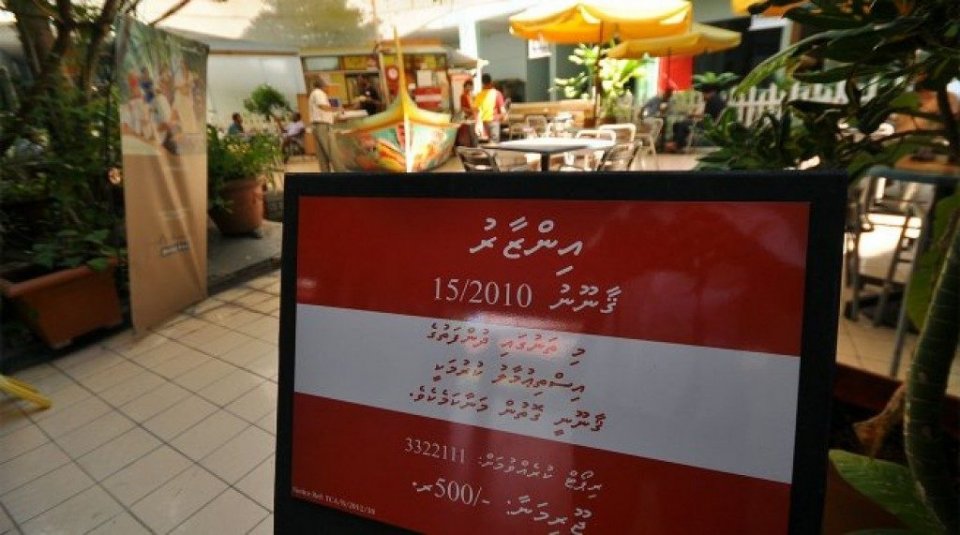 އިންޒާރު
ޤާނޫނު 15/2010
މި ތަނުގައި ދުންފަތުގެ
އިސްތިއުމާލު ކުރުމަކީ
ޤާނޫނީ ގޮތުން މަނާކަމެކެވެ.
ރިޕޯޓް ކުރެއްވުމަށް: 3322111
ޖޫރިމަނާ: -/500ރ.